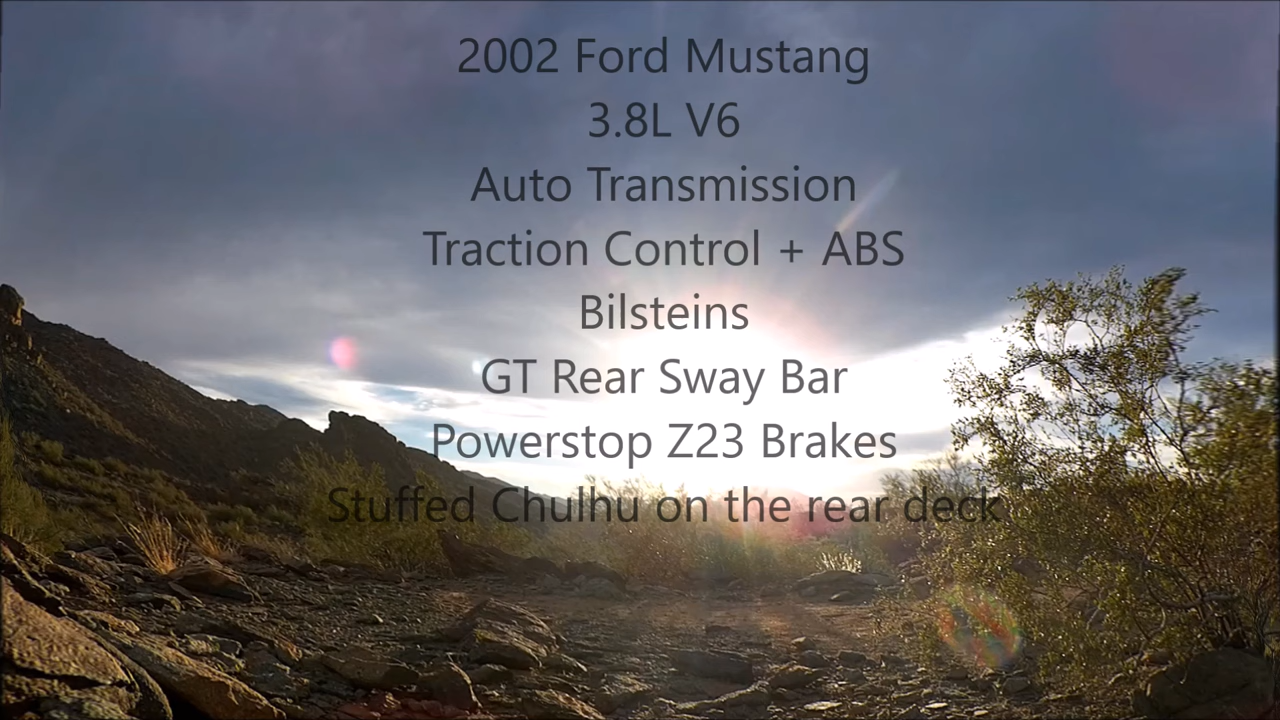 2002 Ford Mustang
3.8L V6
Auto Transmission
Traction Control + ABS
Bilsteins
GT Rear Sway Bar
Powerstop Z23 Brakes
Stuffed Chulhu on the rear deck